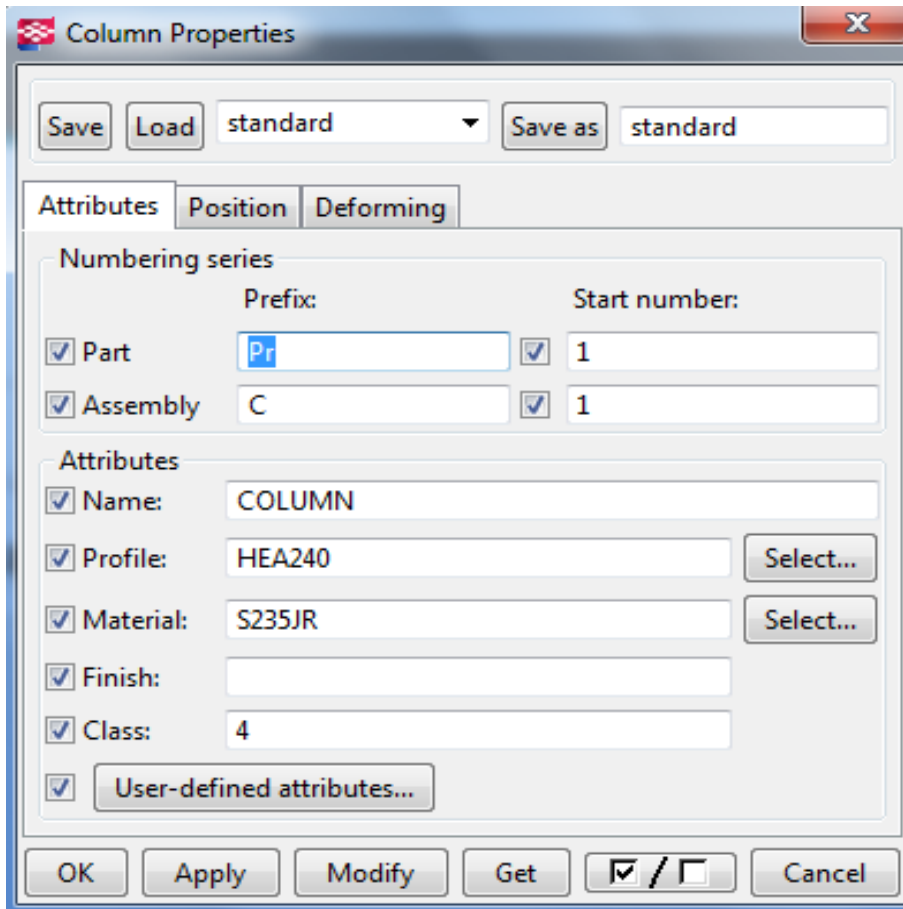 Column Properties
Save Load standard Save as standard
Attributes Position Deforming
Numbering series
Prefix: Start number:
Part Pr 1
Assembly C 1
Attributes
Name: COLUMN
Profile: HEA240 Select...
Material: S235JR Select...
Finish:
Class: 4
User-defined attributes...
OK Apply Modify Get / Cancel